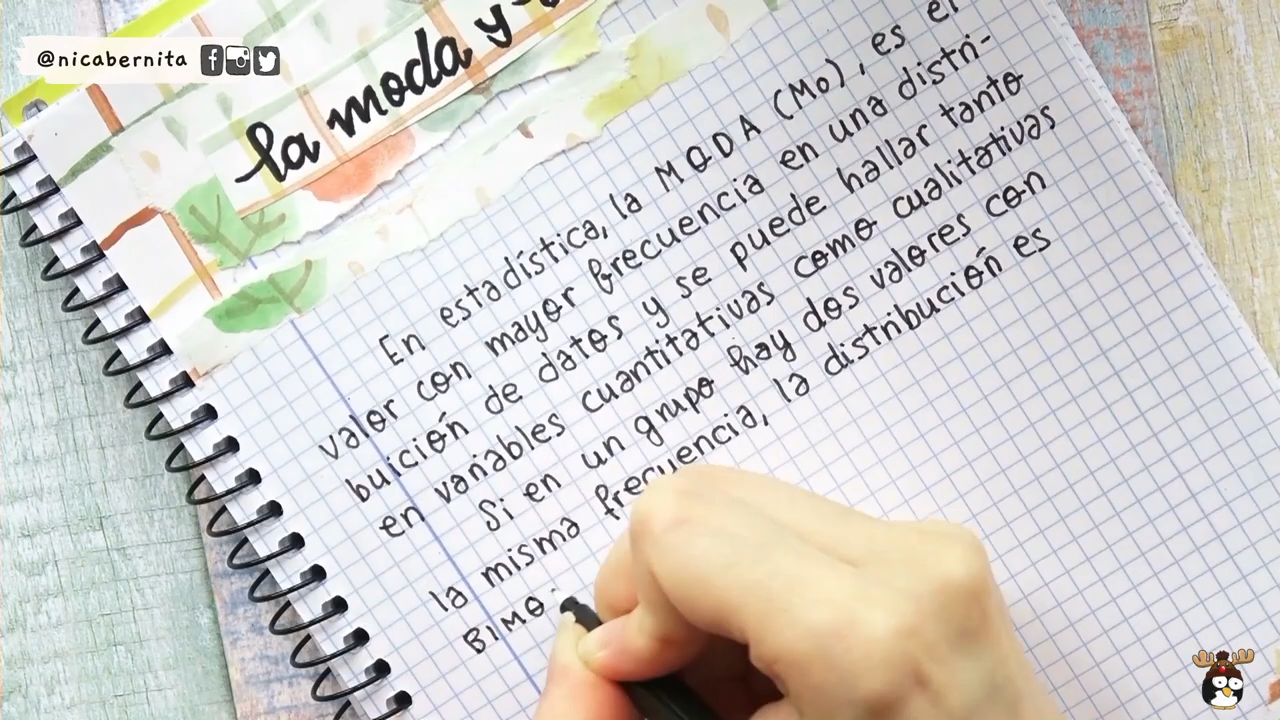 @nicabernita
la moda y
En estadística, la MODA (Mo), es el
valor con mayor frecuencia en una distri-
buición de datos y se puede hallar tanto
en variables cuantitativas como cualitativas
Si en un grupo hay dos valores con
la misma frecuencia, la distribución es
BIMO